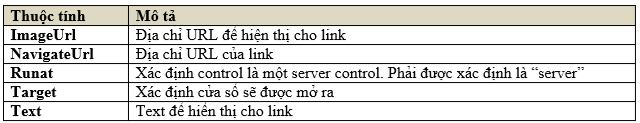 Thuộc tính Mô tả
ImageUrl Địa chỉ URL để hiện thị cho link
NavigateUrl Địa chỉ URL của link
Runat Xác định control là một server control. Phải được xác định là “server”
Target Xác định cửa sổ sẽ được mở ra
Text Text để hiển thị cho link